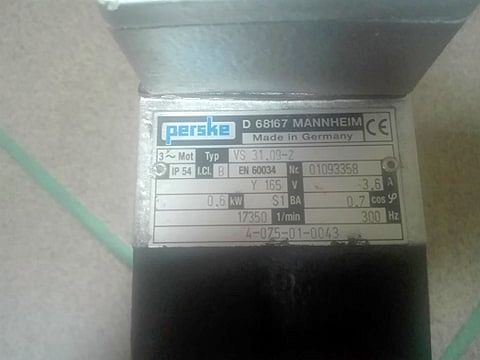 perske D 68167 MANNHEIM CE
Made in Germany
3~ Mot Typ VS 31.09-2
IP 54 I.CI. B EN 60034 Nr. 01093358
Y 165 V 3,6 A
0.6 kW S1 BA 0.7 cos φ
17350 1/min 300 Hz
4-075-01-0043